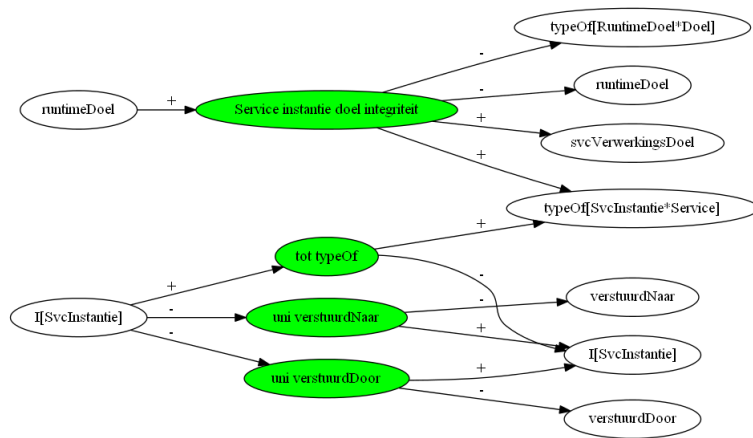 typeOf[RuntimeDoel*Doel]
-
runtimeDoel
+
Service instantie doel integriteit
-
runtimeDoel
+
svcVerwerkingsDoel
+
typeOf[SvcInstantie*Service]
+
tot typeOf
+
-
I[SvcInstantie]
-
uni verstuurdNaar
-
verstuurdNaar
+
I[SvcInstantie]
-
uni verstuurdDoor
+
-
verstuurdDoor